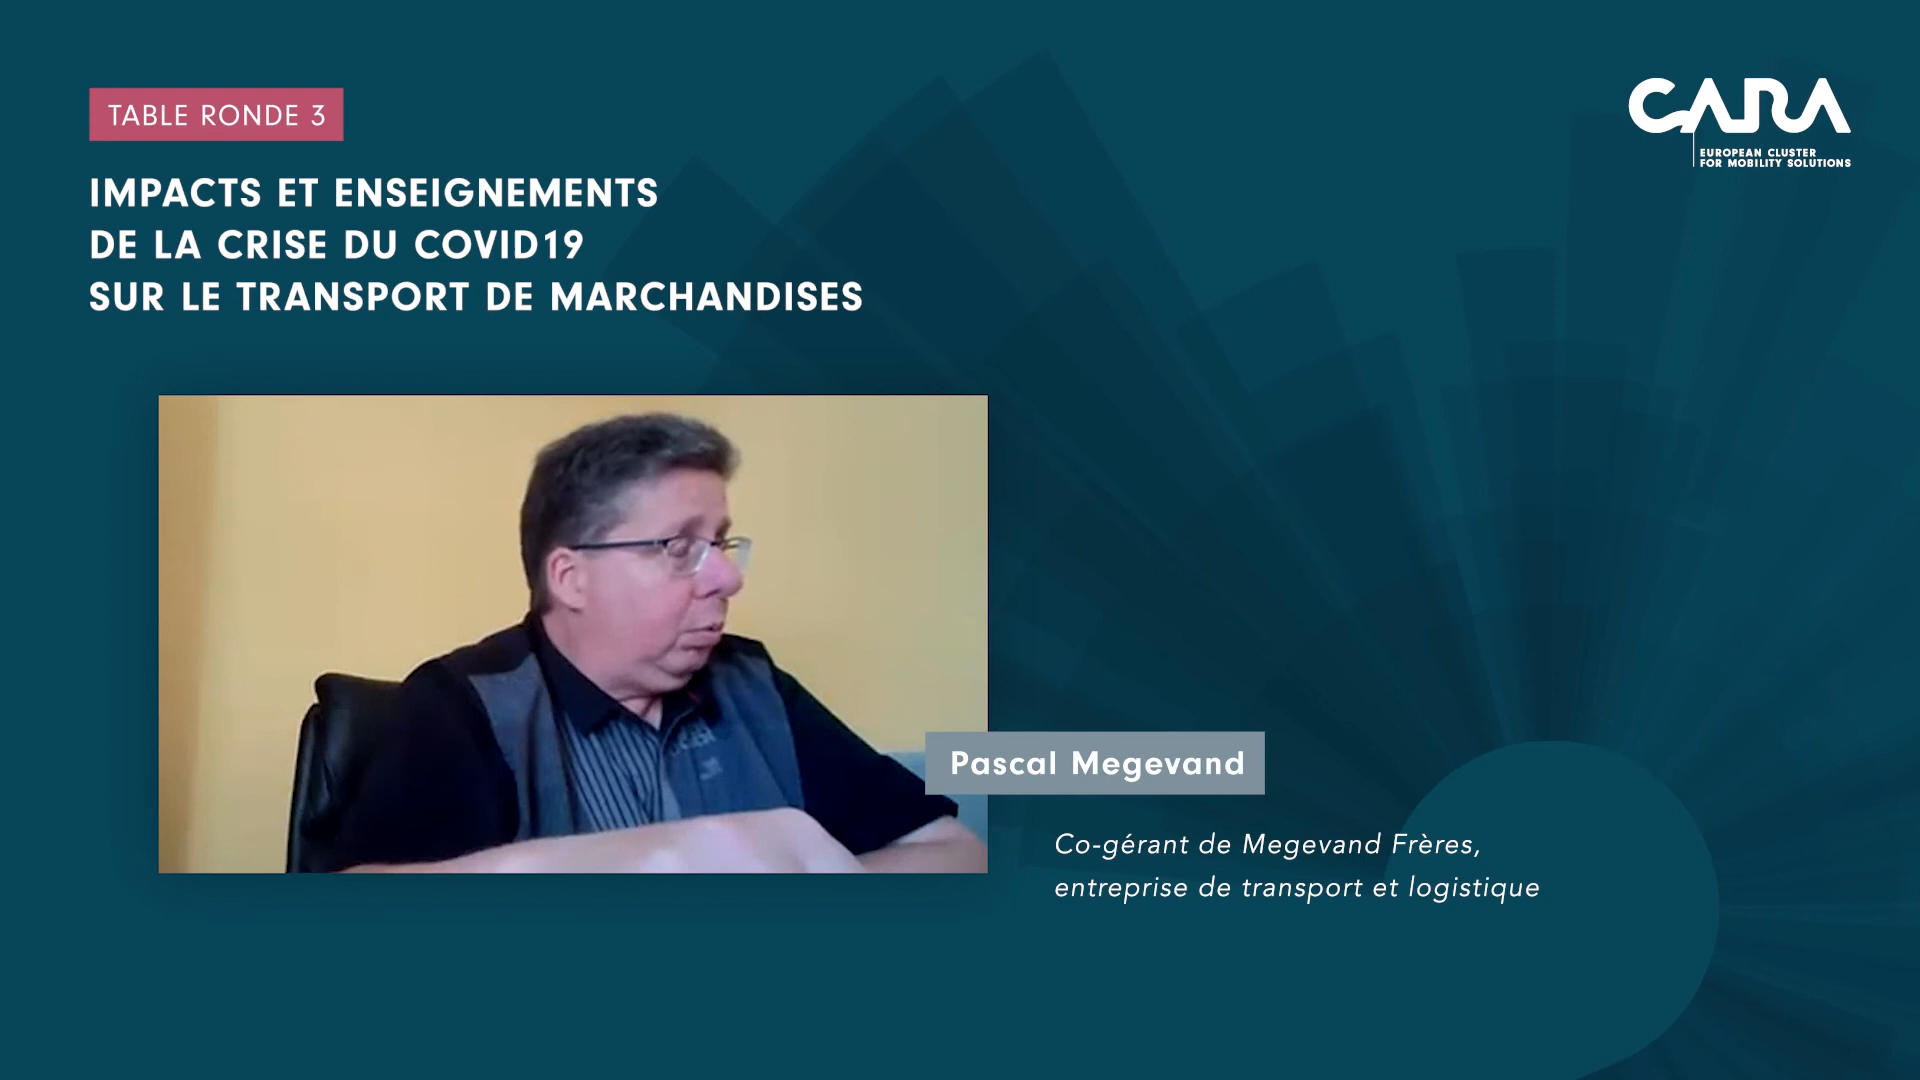 TABLE RONDE 3
IMPACTS ET ENSEIGNEMENTS
DE LA CRISE DU COVID19
SUR LE TRANSPORT DE MARCHANDISES
CARA
EUROPEAN CLUSTER
FOR MOBILITY SOLUTIONS
Pascal Megevand
Co-gérant de Megevand Frères,
entreprise de transport et logistique